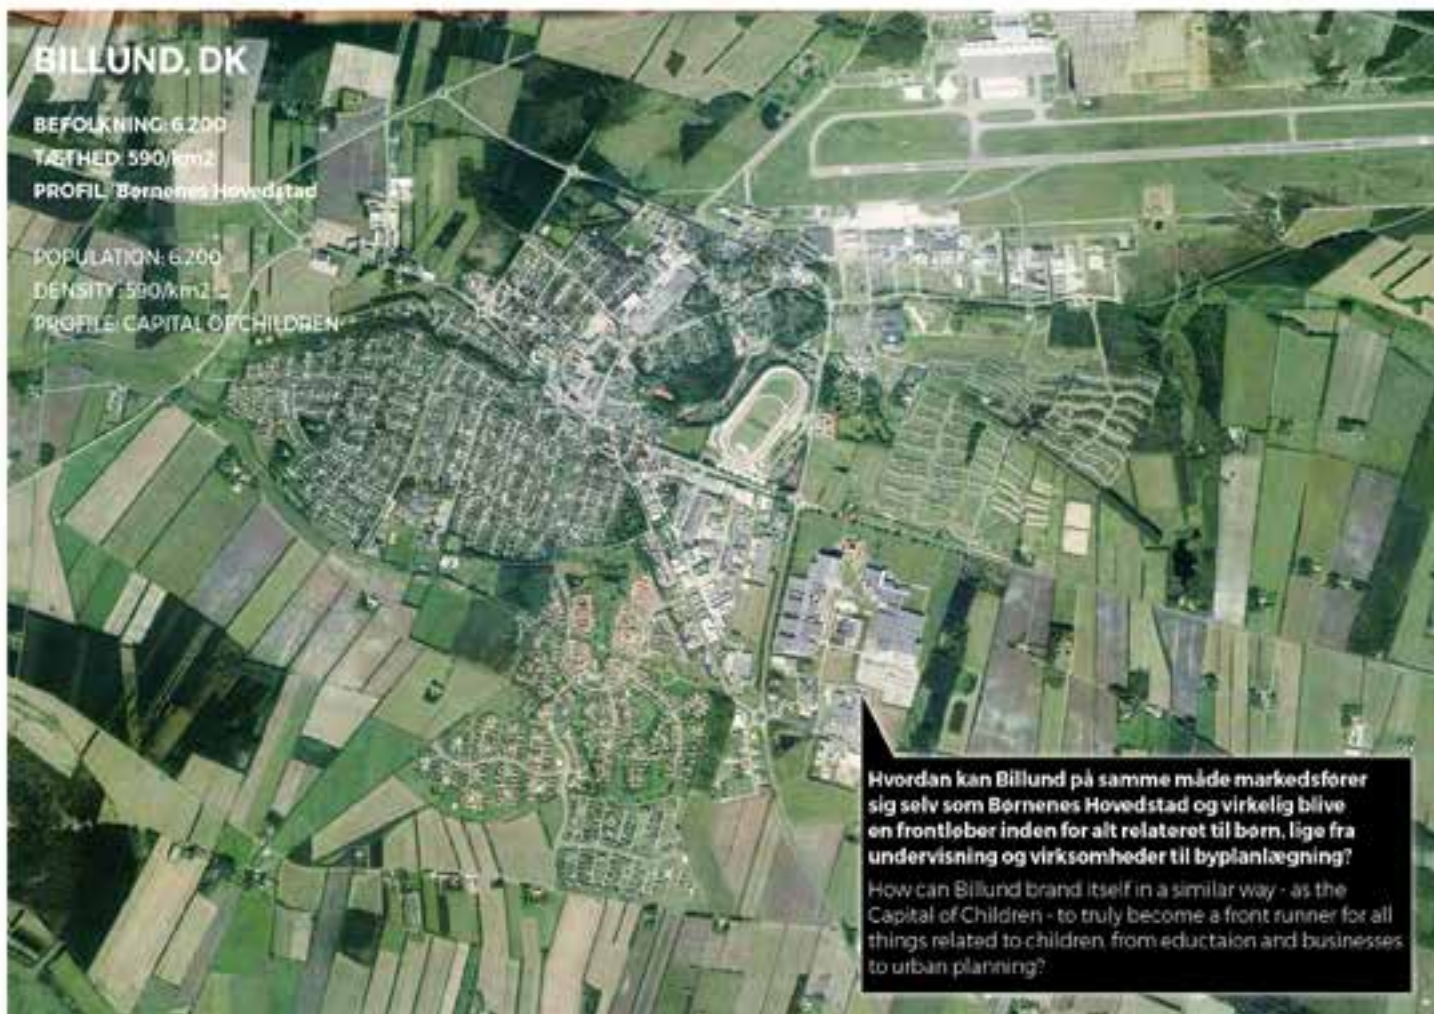 BILLUND, DK
BEFOLKNING: 6.200
TÆTHED: 590/km2
PROFIL: Børnenes Hovedstad
POPULATION: 6.200
DENSITY: 590/km2
PROFILE: CAPITAL OF CHILDREN
Hvordan kan Billund på samme måde markedsfører
sig selv som Børnenes Hovedstad og virkelig blive
en frontløber inden for alt relateret til børn, lige fra
undervisning og virksomheder til byplanlægning?
How can Billund brand itself in a similar way - as the
Capital of Children - to truly become a front runner for all
things related to children, from eductaion and businesses
to urban planning?